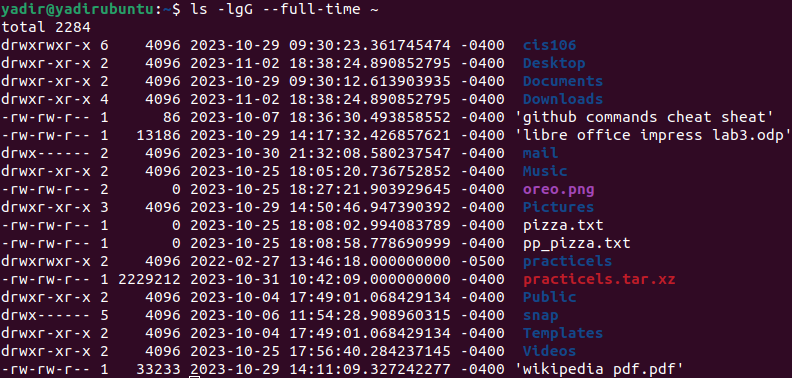 yadir@yadirubuntu:~$ ls -lgG --full-time ~
total 2284
drwxrwxr-x 6    4096 2023-10-29 09:30:23.361745474 -0400  cis106
drwxr-xr-x 2    4096 2023-11-02 18:38:24.890852795 -0400  Desktop
drwxr-xr-x 2    4096 2023-10-29 09:30:12.613903935 -0400  Documents
drwxr-xr-x 4    4096 2023-11-02 18:38:24.890852795 -0400  Downloads
-rw-rw-r-- 1      86 2023-10-07 18:36:30.493858552 -0400 'github commands cheat sheat'
-rw-rw-r-- 1   13186 2023-10-29 14:17:32.426857621 -0400 'libre office impress lab3.odp'
drwx------ 2    4096 2023-10-30 21:32:08.580237547 -0400  mail
drwxr-xr-x 2    4096 2023-10-25 18:05:20.736752852 -0400  Music
-rw-rw-r-- 2       0 2023-10-25 18:27:21.903929645 -0400  oreo.png
drwxr-xr-x 3    4096 2023-10-29 14:50:46.947390392 -0400  Pictures
-rw-rw-r-- 1       0 2023-10-25 18:08:02.994083789 -0400  pizza.txt
-rw-rw-r-- 1       0 2023-10-25 18:08:58.778690999 -0400  pp_pizza.txt
drwxrwxr-x 2    4096 2022-02-27 13:46:18.000000000 -0500  practicels
-rw-rw-r-- 1 2229212 2023-10-31 10:42:09.000000000 -0400  practicels.tar.xz
drwxr-xr-x 2    4096 2023-10-04 17:49:01.068429134 -0400  Public
drwx------ 5    4096 2023-10-06 11:54:28.908960315 -0400  snap
drwxr-xr-x 2    4096 2023-10-04 17:49:01.068429134 -0400  Templates
drwxr-xr-x 2    4096 2023-10-25 17:56:40.284237145 -0400  Videos
-rw-rw-r-- 1   33233 2023-10-29 14:11:09.327242277 -0400 'wikipedia pdf.pdf'